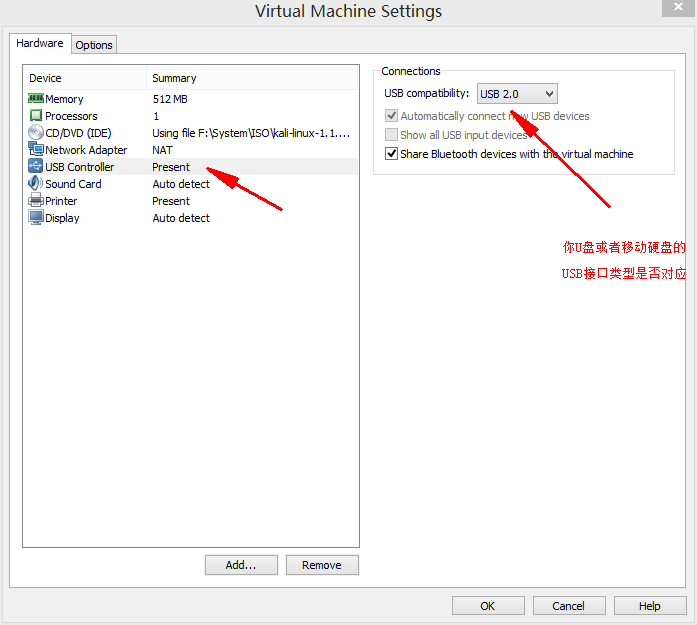 Virtual Machine Settings
Hardware
Options
Device Summary
Memory 512 MB
Processors 1
CD/DVD (IDE) Using file F:\System\ISO\kali-linux-1.1....
Network Adapter NAT
USB Controller Present
Sound Card Auto detect
Printer Present
Display Auto detect
Add...
Remove
Connections
USB compatibility: USB 2.0
Automatically connect new USB devices
Show all USB input devices
Share Bluetooth devices with the virtual machine
你U盘或者移动硬盘的
USB接口类型是否对应
OK
Cancel
Help